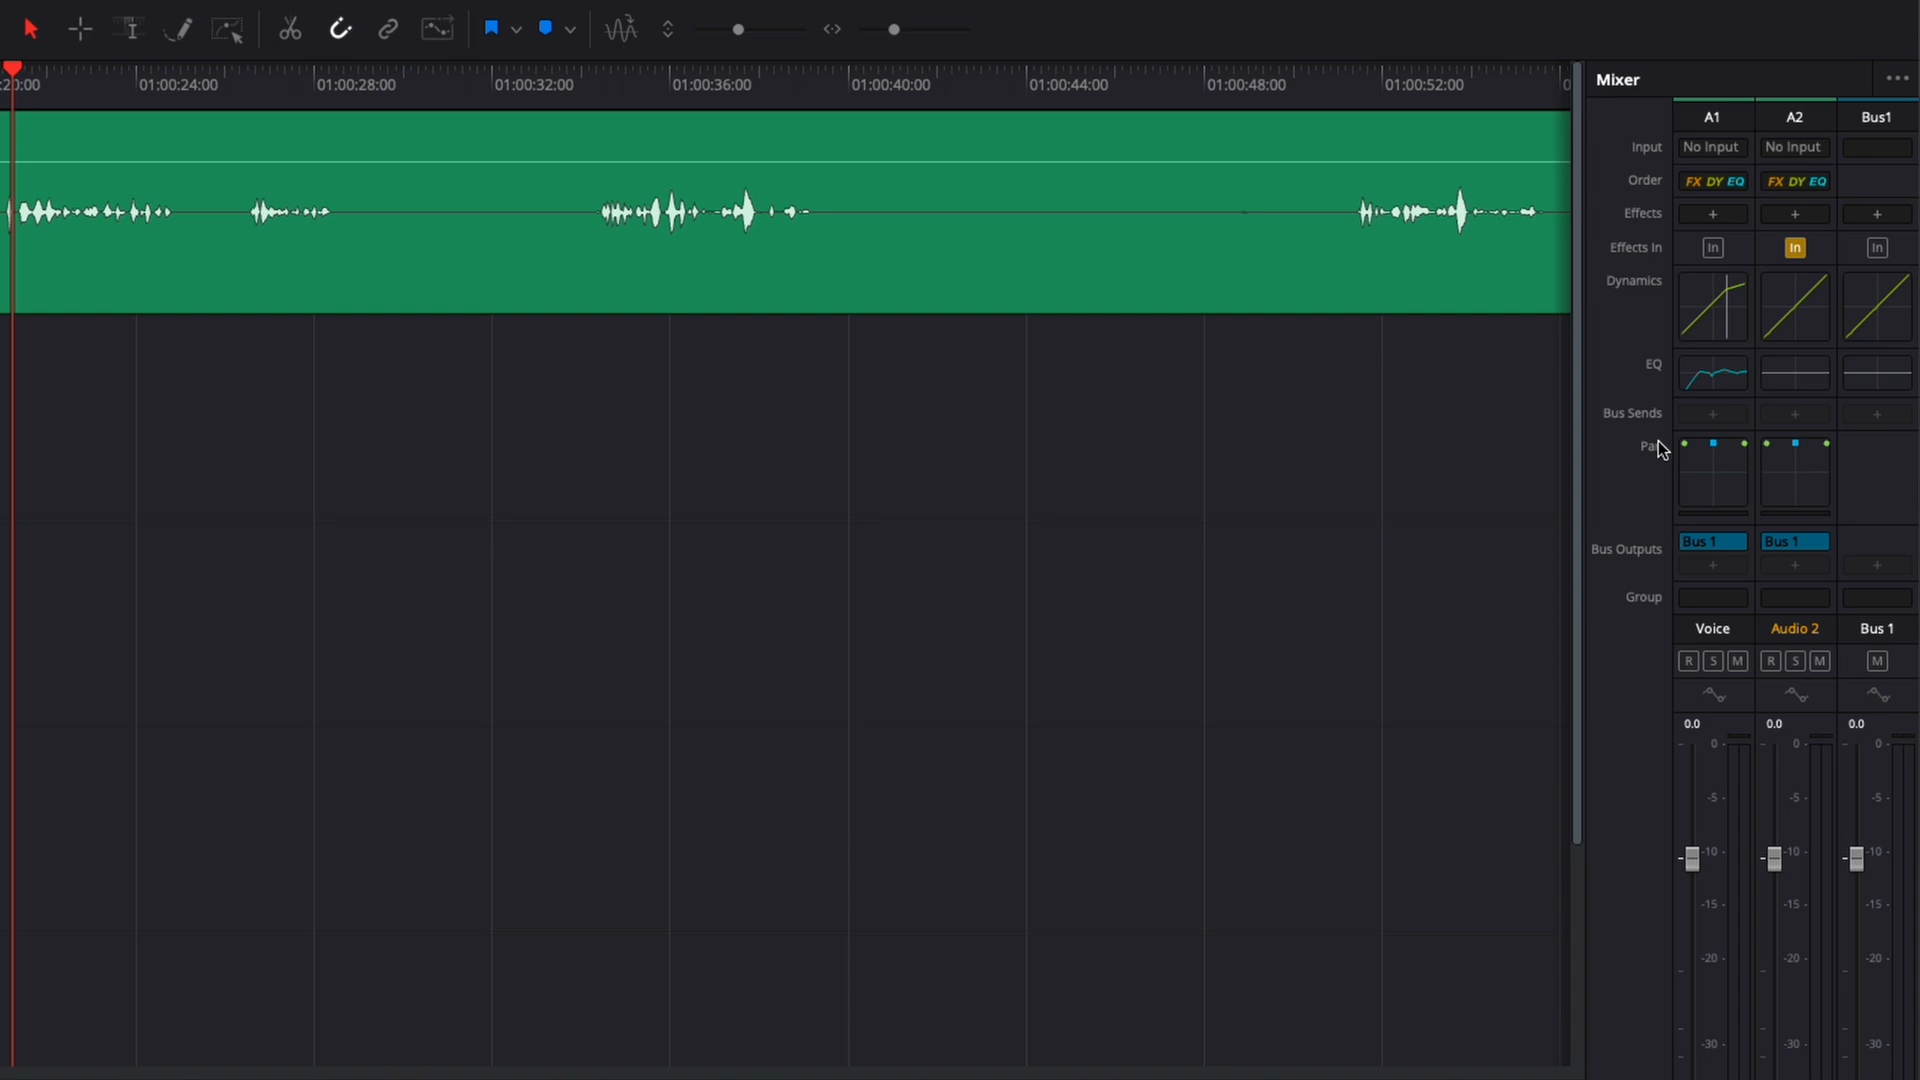 :20:00 01:00:24:00 01:00:28:00 01:00:32:00 01:00:36:00 01:00:40:00 01:00:44:00 01:00:48:00 01:00:52:00
Mixer
A1 A2 Bus1
Input No Input No Input
Order FX DY EQ FX DY EQ
Effects + + +
Effects In In In In
Dynamics
EQ
Bus Sends + + +
Bus Outputs Bus 1 Bus 1
+ + +
Group
Voice Audio 2 Bus 1
R S M R S M M
0.0 0.0 0.0
0 - 0 - 0 -
-5 - -5 - -5 -
-10 - -10 - -10 -
-15 - -15 - -15 -
-20 - -20 - -20 -
-30 - -30 - -30 -